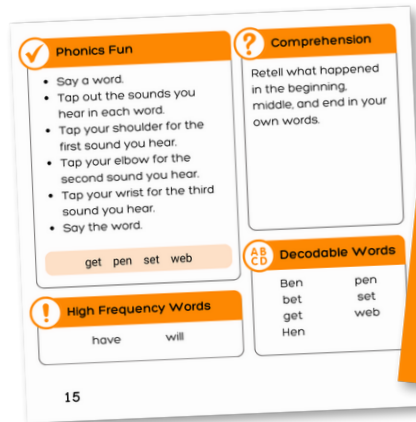 Phonics Fun
• Say a word.
• Tap out the sounds you
hear in each word.
• Tap your shoulder for the
first sound you hear.
• Tap your elbow for the
second sound you hear.
• Tap your wrist for the third
sound you hear.
• Say the word.
get pen set web
! High Frequency Words
have will
? Comprehension
Retell what happened
in the beginning,
middle, and end in your
own words.
AB
CD
Decodable Words
Ben pen
bet set
get web
Hen
15